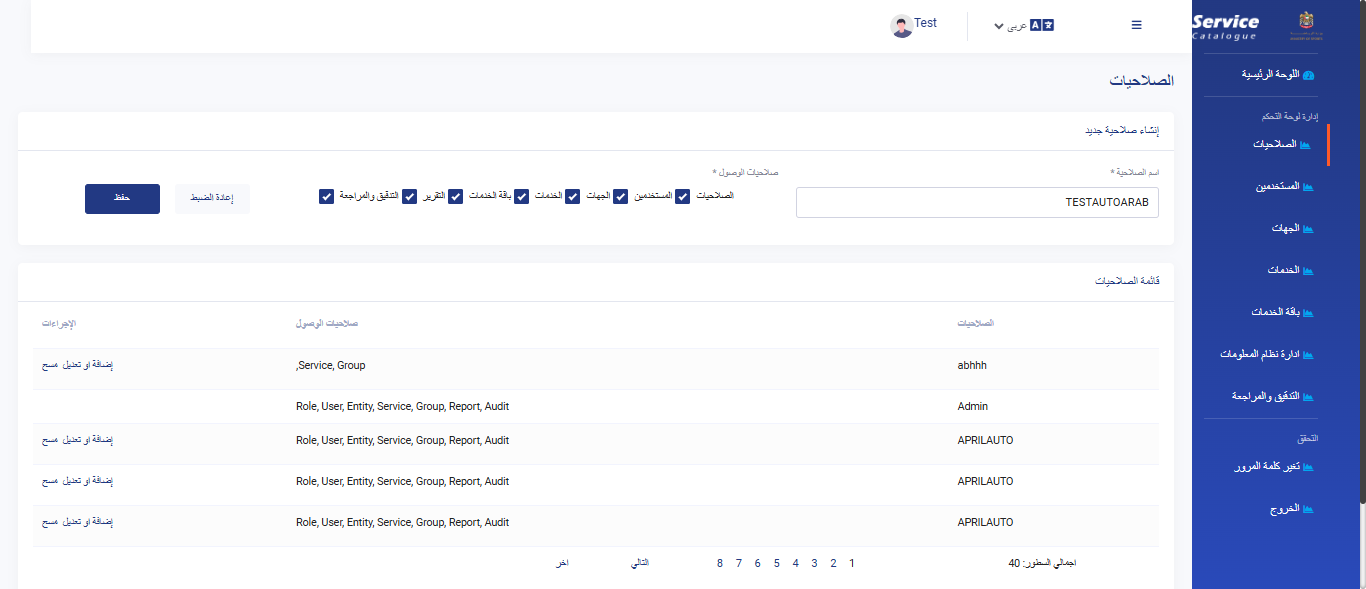 Service
Catalogue
اللوحة الرئيسية
إدارة لوحة التحكم
الصلاحيات
المستخدمين
الجهات
الخدمات
باقة الخدمات
ادارة نظام المعلومات
التدقيق والمراجعة
التحقق
تغير كلمة المرور
الخروج
عربى
Test
الصلاحيات
إنشاء صلاحية جديد
اسم الصلاحية *
TESTAUTOARAB
صلاحيات الوصول *
الصلاحيات المستخدمين الجهات الخدمات باقة الخدمات التقرير التدقيق والمراجعة
إعادة الضبط
حفظ
قائمة الصلاحيات
الصلاحيات صلاحيات الوصول الإجراءات
abhhh ,Service, Group إضافة او تعديل مسح
Admin Role, User, Entity, Service, Group, Report, Audit
APRILAUTO Role, User, Entity, Service, Group, Report, Audit إضافة او تعديل مسح
APRILAUTO Role, User, Entity, Service, Group, Report, Audit إضافة او تعديل مسح
APRILAUTO Role, User, Entity, Service, Group, Report, Audit إضافة او تعديل مسح
اجمالي السطور: 40 1 2 3 4 5 6 7 8 التالي اخر